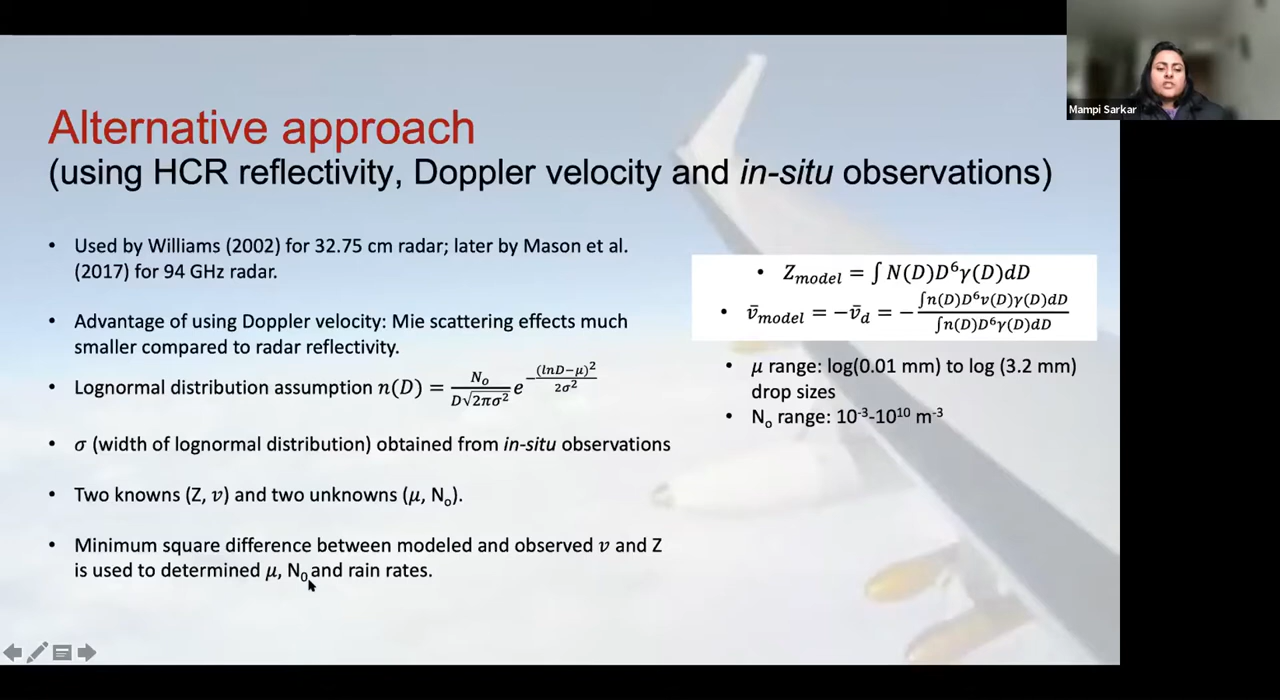 Mampi Sarkar
Alternative approach
(using HCR reflectivity, Doppler velocity and in-situ observations)
• Used by Williams (2002) for 32.75 cm radar; later by Mason et al.
(2017) for 94 GHz radar.
• Advantage of using Doppler velocity: Mie scattering effects much
smaller compared to radar reflectivity.
• Lognormal distribution assumption n(D) = N₀/(D√(2πσ²)) e^(−(lnD−μ)²/(2σ²))
• σ (width of lognormal distribution) obtained from in-situ observations
• Two knowns (Z, v) and two unknowns (μ, Nₒ).
• Minimum square difference between modeled and observed v and Z
is used to determined μ, N₀ and rain rates.
• Z_model = ∫ N(D)D⁶γ(D)dD
• v̄_model = −v̄_d = − ∫n(D)D⁶v(D)γ(D)dD / ∫n(D)D⁶γ(D)dD
• μ range: log(0.01 mm) to log (3.2 mm)
drop sizes
• Nₒ range: 10⁻³-10¹⁰ m⁻³